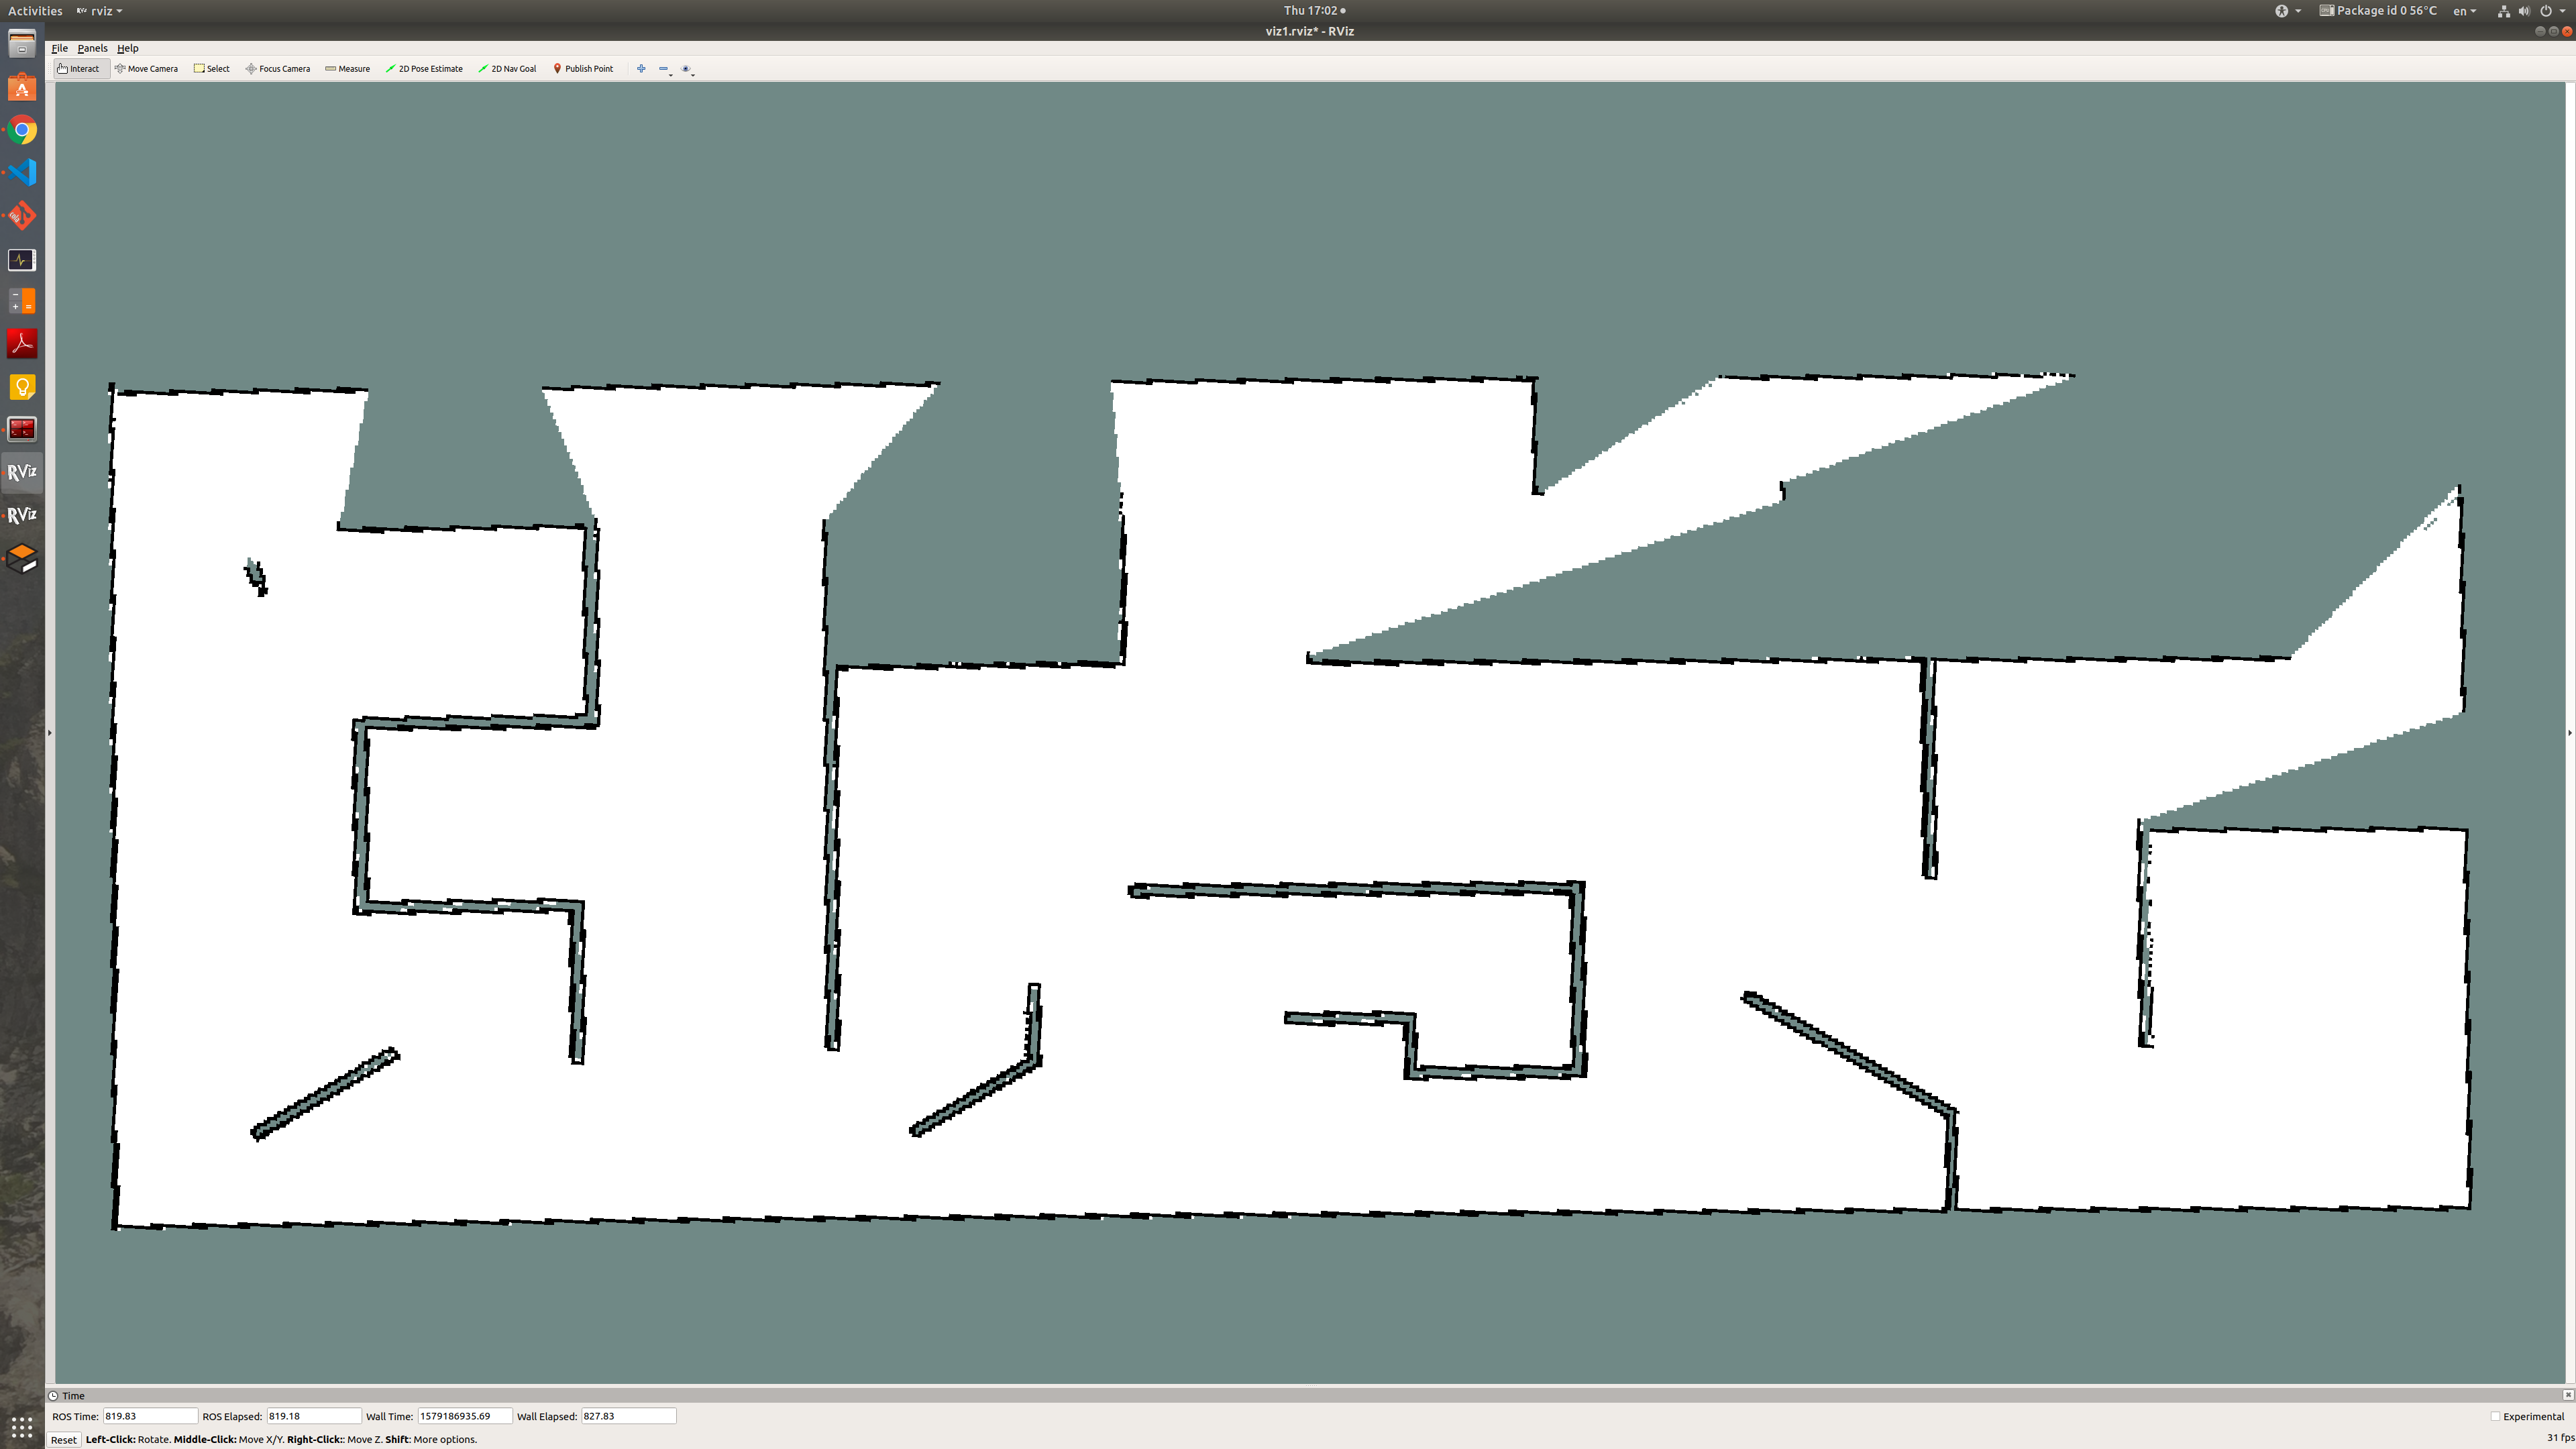 Activities rviz Thu 17:02 Package id 0 56°C en
viz1.rviz* - RViz
File Panels Help
Interact Move Camera Select Focus Camera Measure 2D Pose Estimate 2D Nav Goal Publish Point
RViz
RViz
Time
ROS Time: 819.83 ROS Elapsed: 819.18 Wall Time: 1579186935.69 Wall Elapsed: 827.83 Experimental
Reset Left-Click: Rotate. Middle-Click: Move X/Y. Right-Click:: Move Z. Shift: More options. 31 fps